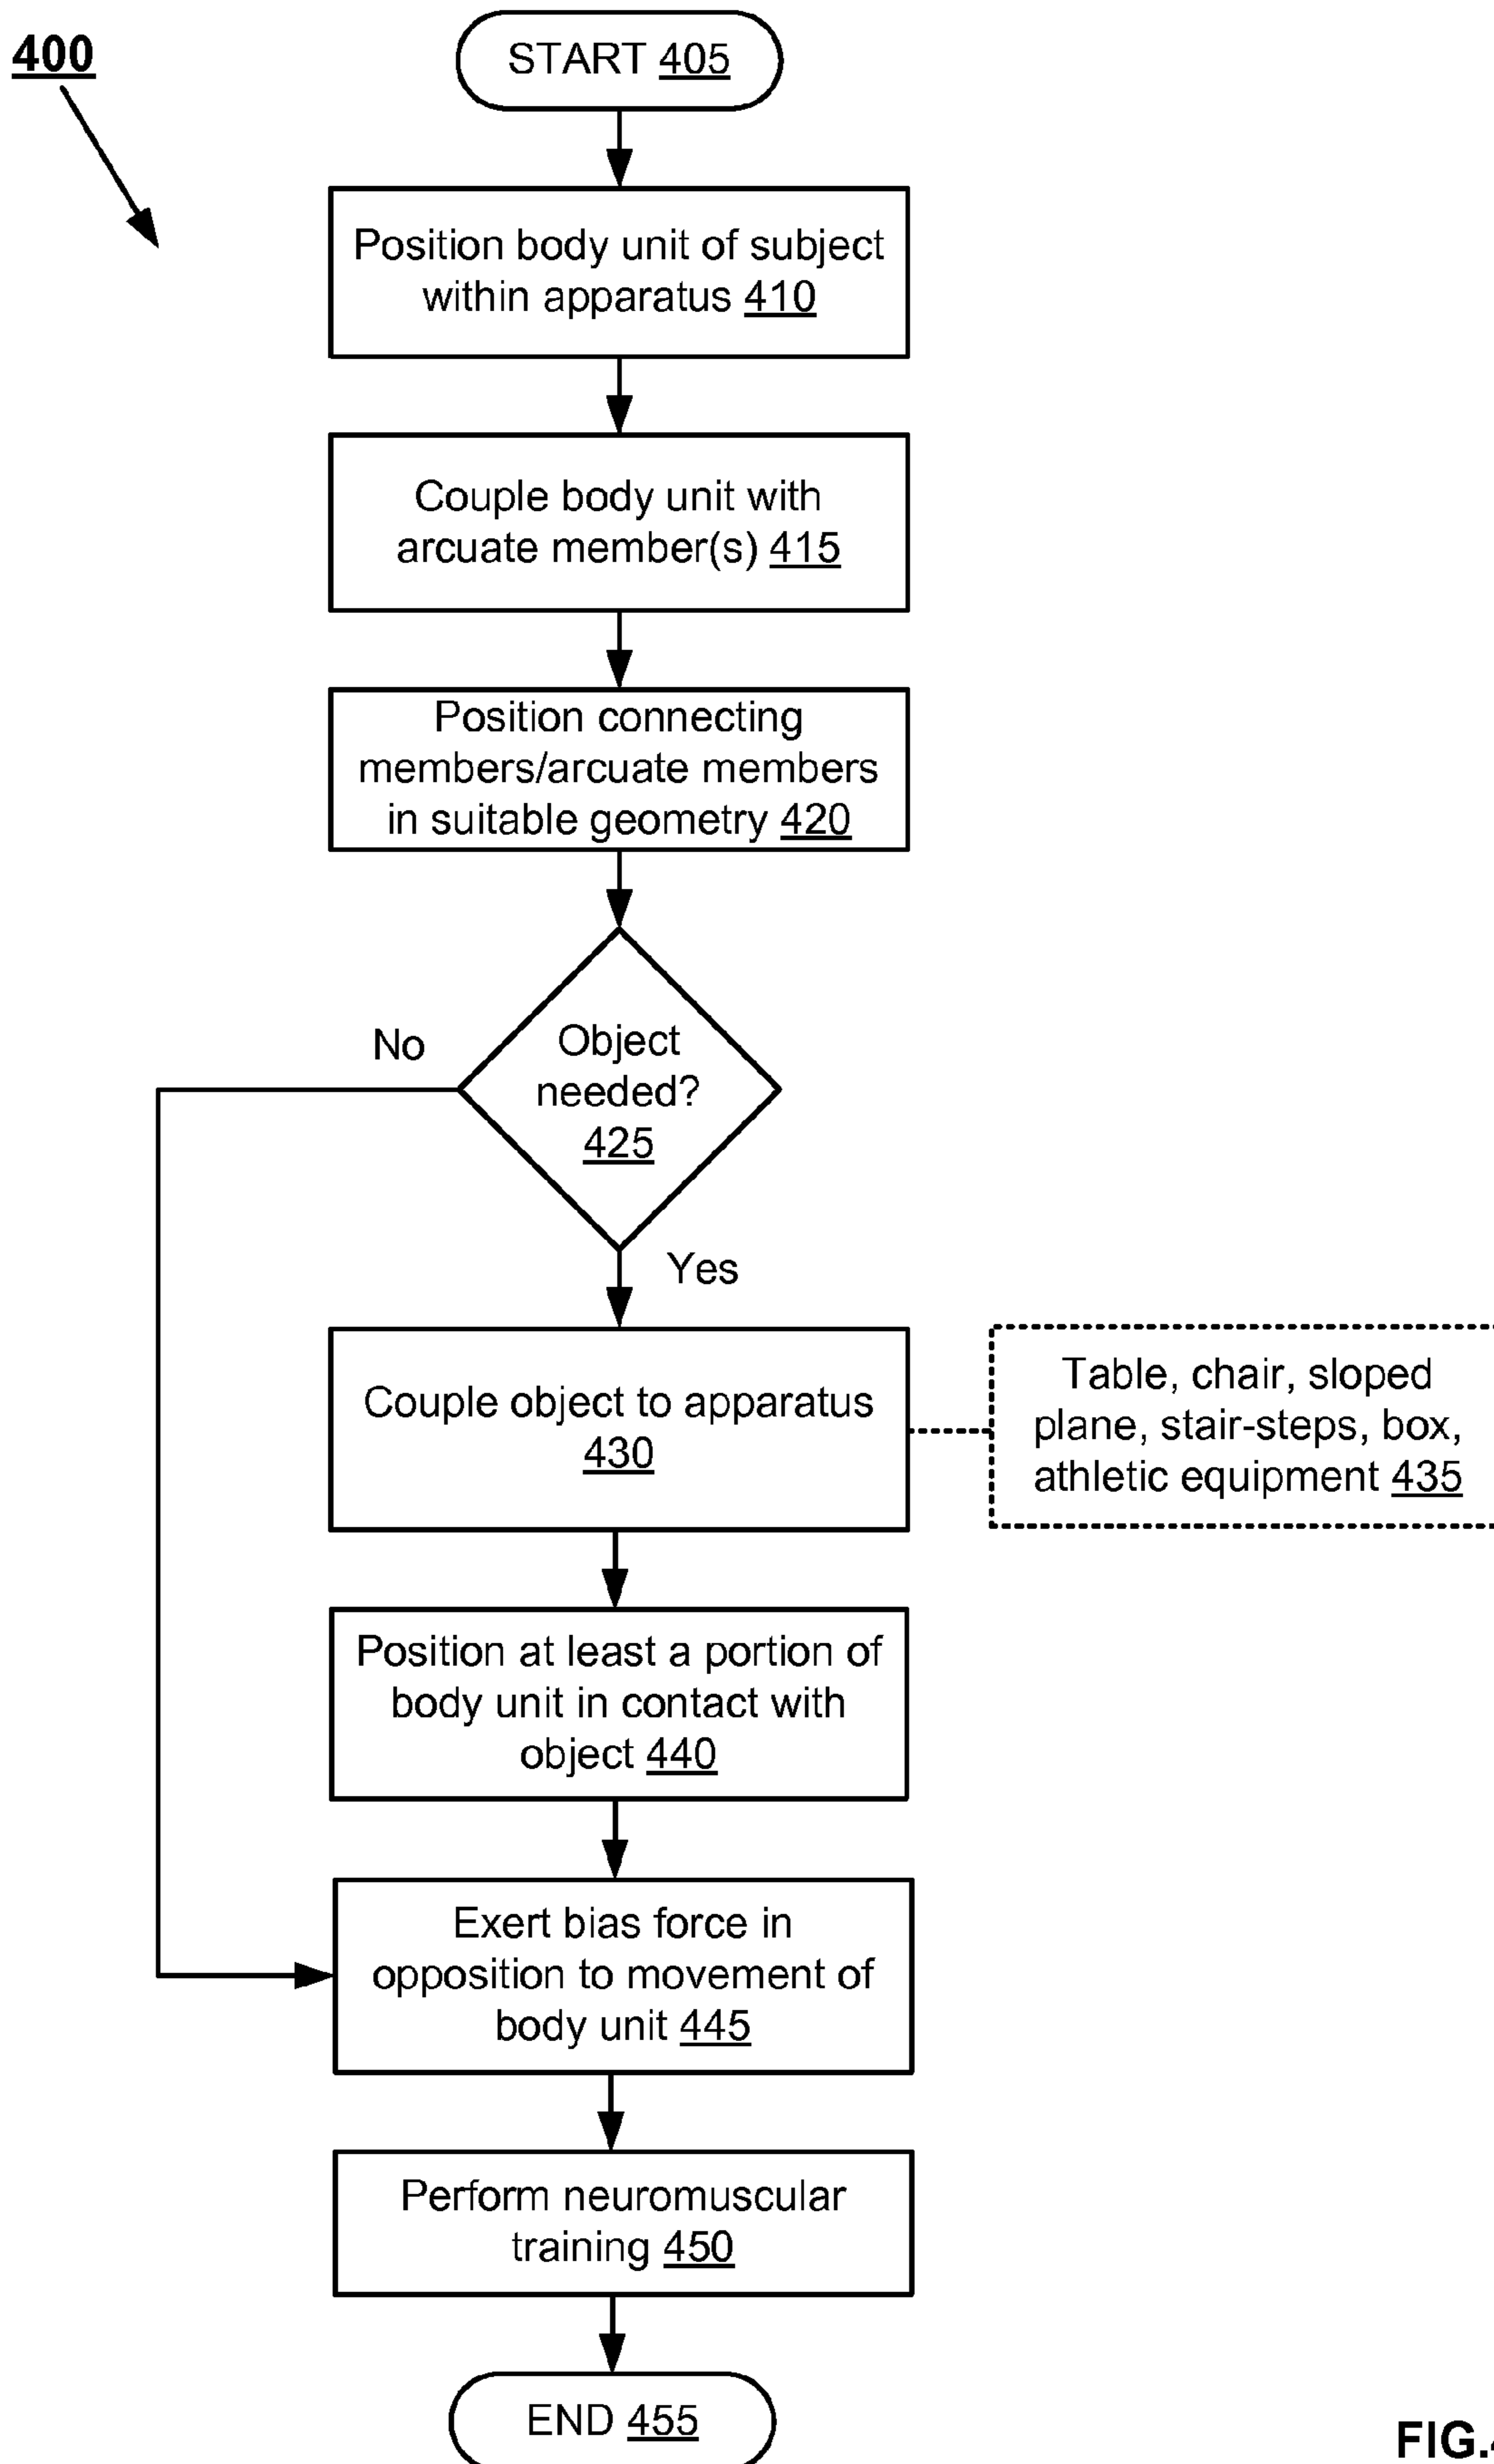 400
START 405
Position body unit of subject
within apparatus 410
Couple body unit with
arcuate member(s) 415
Position connecting
members/arcuate members
in suitable geometry 420
Object
needed?
425
No
Yes
Couple object to apparatus
430
Table, chair, sloped
plane, stair-steps, box,
athletic equipment 435
Position at least a portion of
body unit in contact with
object 440
Exert bias force in
opposition to movement of
body unit 445
Perform neuromuscular
training 450
END 455
FIG.4